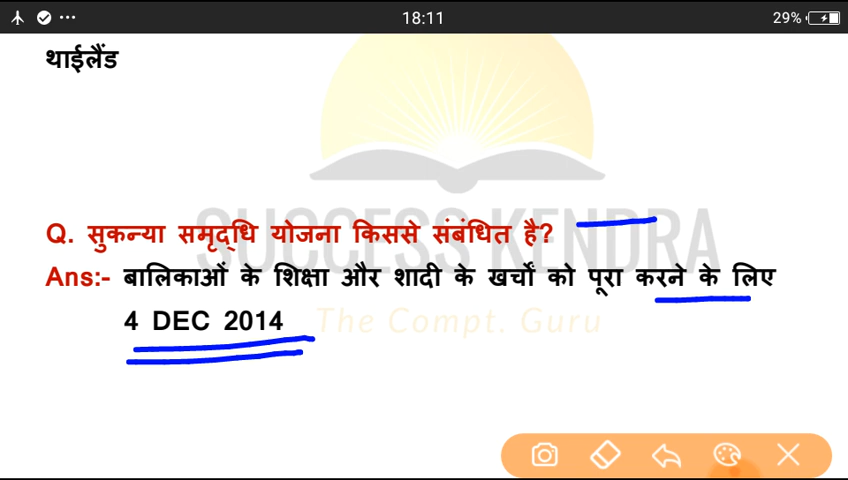 18:11
29%
थाईलैंड
SUCCESS KENDRA
Q. सुकन्या समृद्धि योजना किससे संबंधित है?
Ans:- बालिकाओं के शिक्षा और शादी के खर्चों को पूरा करने के लिए
4 DEC 2014
The Compt. Guru